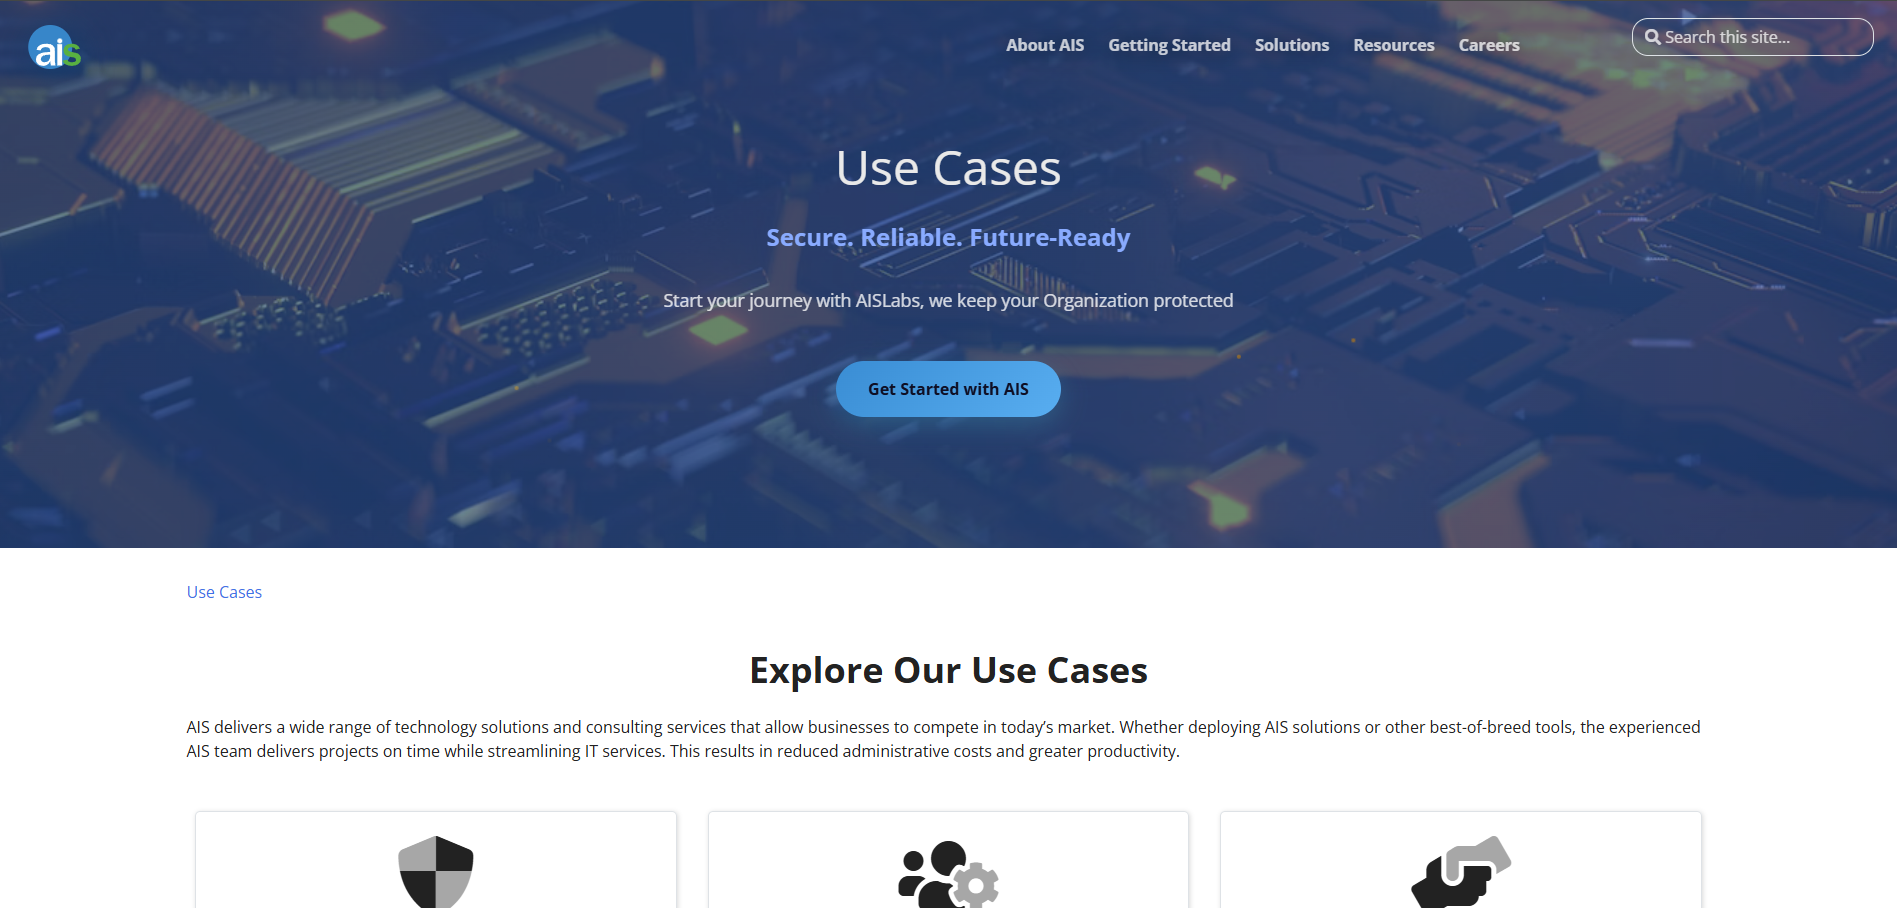 ais
About AIS
Getting Started
Solutions
Resources
Careers
Search this site...
Use Cases
Secure. Reliable. Future-Ready
Start your journey with AISLabs, we keep your Organization protected
Get Started with AIS
Use Cases
Explore Our Use Cases
AIS delivers a wide range of technology solutions and consulting services that allow businesses to compete in today’s market. Whether deploying AIS solutions or other best-of-breed tools, the experienced
AIS team delivers projects on time while streamlining IT services. This results in reduced administrative costs and greater productivity.